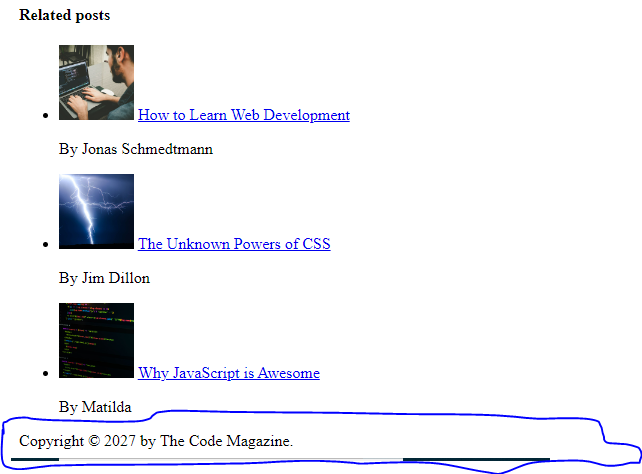 Related posts
How to Learn Web Development
By Jonas Schmedtmann
The Unknown Powers of CSS
By Jim Dillon
Why JavaScript is Awesome
By Matilda
Copyright © 2027 by The Code Magazine.